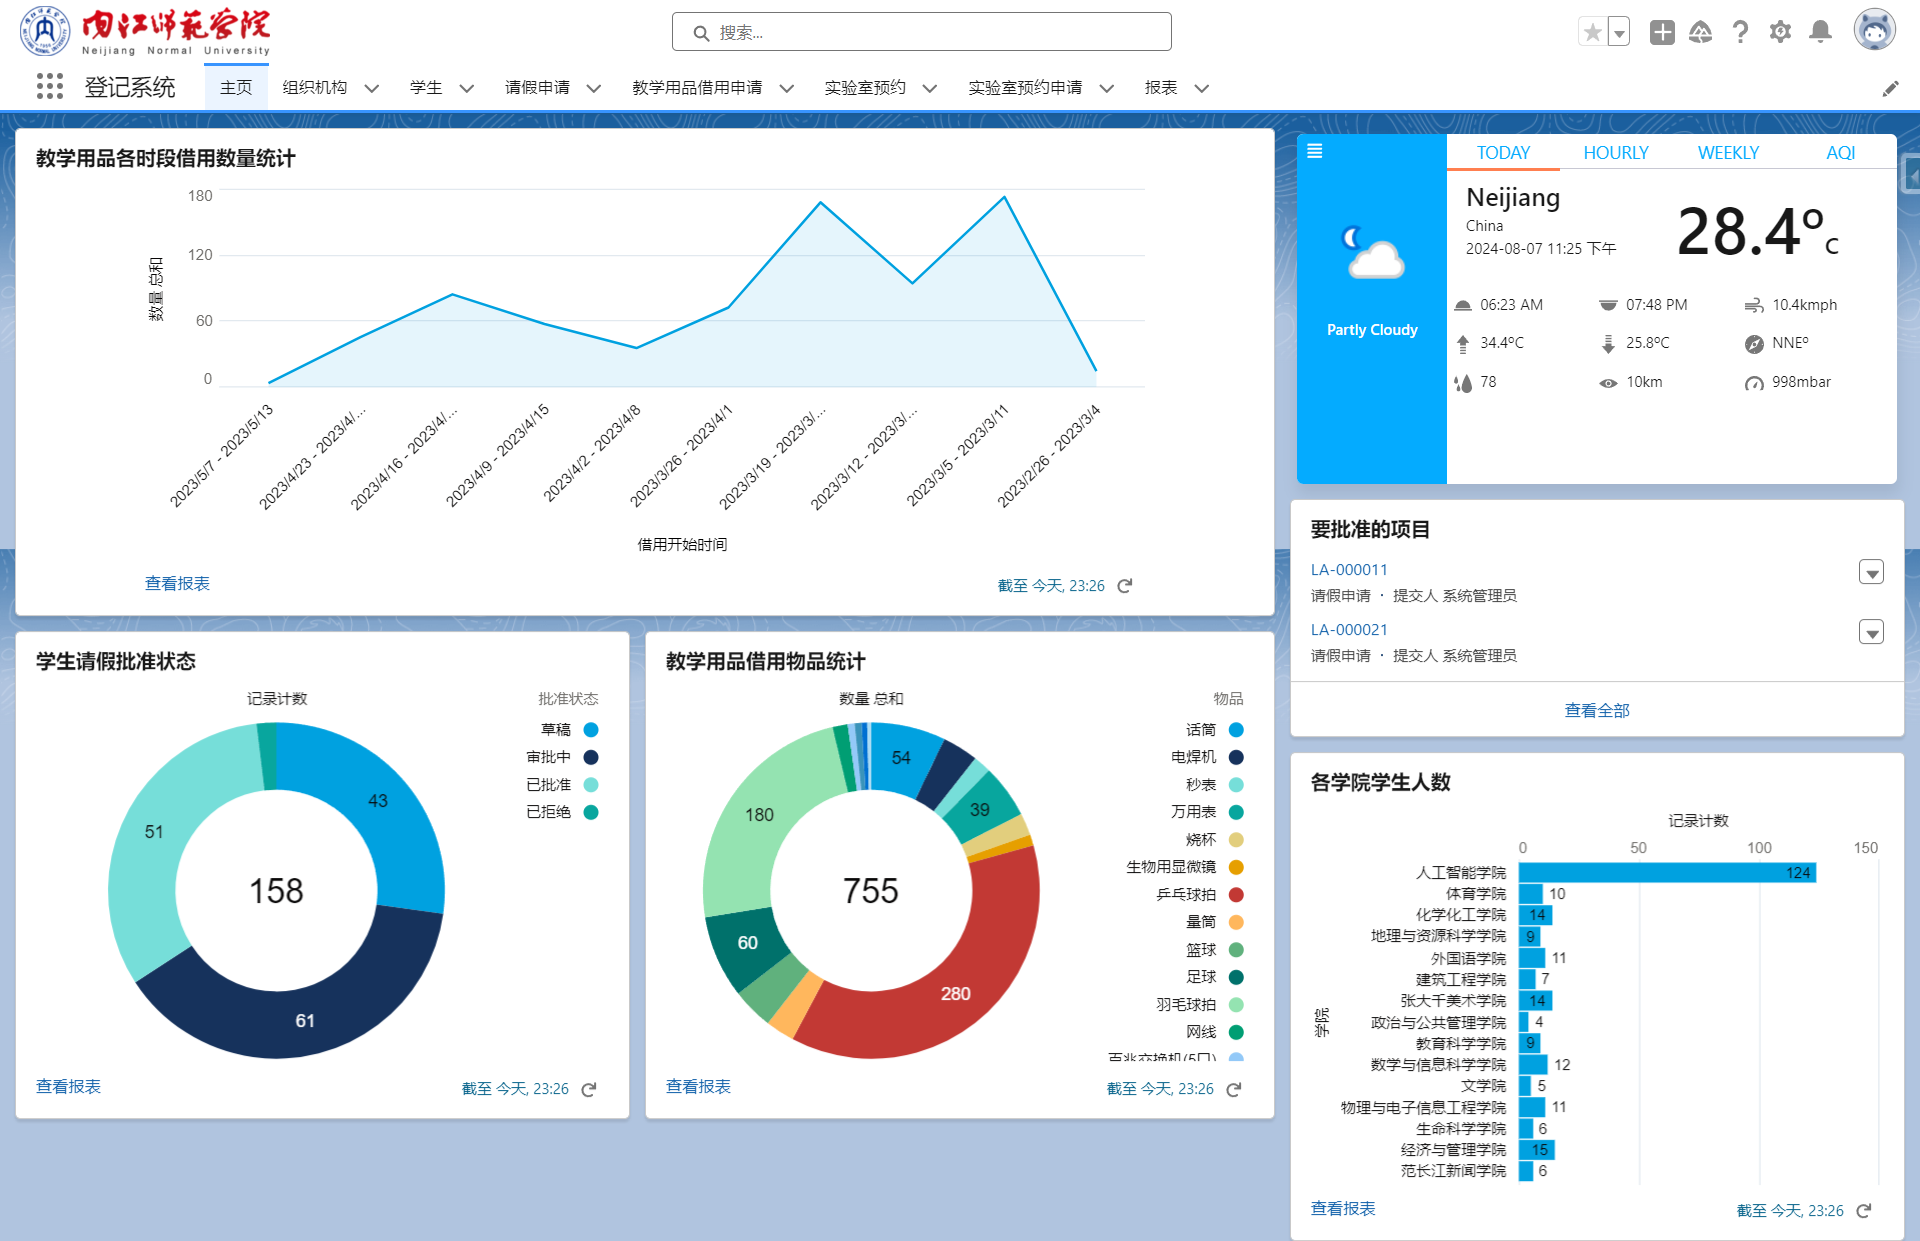 内江师范学院
Neijiang Normal University
搜索...
登记系统
主页
组织机构
学生
请假申请
教学用品借用申请
实验室预约
实验室预约申请
报表
教学用品各时段借用数量统计
180
120
60
0
数量 总和
2023/5/7 - 2023/5/13
2023/4/23 - 2023/4/...
2023/4/16 - 2023/4/...
2023/4/9 - 2023/4/15
2023/4/2 - 2023/4/8
2023/3/26 - 2023/4/1
2023/3/19 - 2023/3/...
2023/3/12 - 2023/3/...
2023/3/5 - 2023/3/11
2023/2/26 - 2023/3/4
借用开始时间
查看报表
截至 今天, 23:26
TODAY
HOURLY
WEEKLY
AQI
Neijiang
China
2024-08-07 11:25 下午
28.4ºC
Partly Cloudy
06:23 AM
07:48 PM
10.4kmph
34.4ºC
25.8ºC
NNEº
78
10km
998mbar
要批准的项目
LA-000011
请假申请 · 提交人 系统管理员
LA-000021
请假申请 · 提交人 系统管理员
查看全部
学生请假批准状态
记录计数
批准状态
草稿
审批中
已批准
已拒绝
43
51
158
61
查看报表
截至 今天, 23:26
教学用品借用物品统计
数量 总和
物品
话筒
电焊机
秒表
万用表
烧杯
生物用显微镜
乒乓球拍
量筒
篮球
足球
羽毛球拍
网线
百兆交换机(5口)
54
39
180
755
60
280
查看报表
截至 今天, 23:26
各学院学生人数
记录计数
0
50
100
150
学院
人工智能学院 124
体育学院 10
化学化工学院 14
地理与资源科学学院 9
外国语学院 11
建筑工程学院 7
张大千美术学院 14
政治与公共管理学院 4
教育科学学院 9
数学与信息科学学院 12
文学院 5
物理与电子信息工程学院 11
生命科学学院 6
经济与管理学院 15
范长江新闻学院 6
查看报表
截至 今天, 23:26